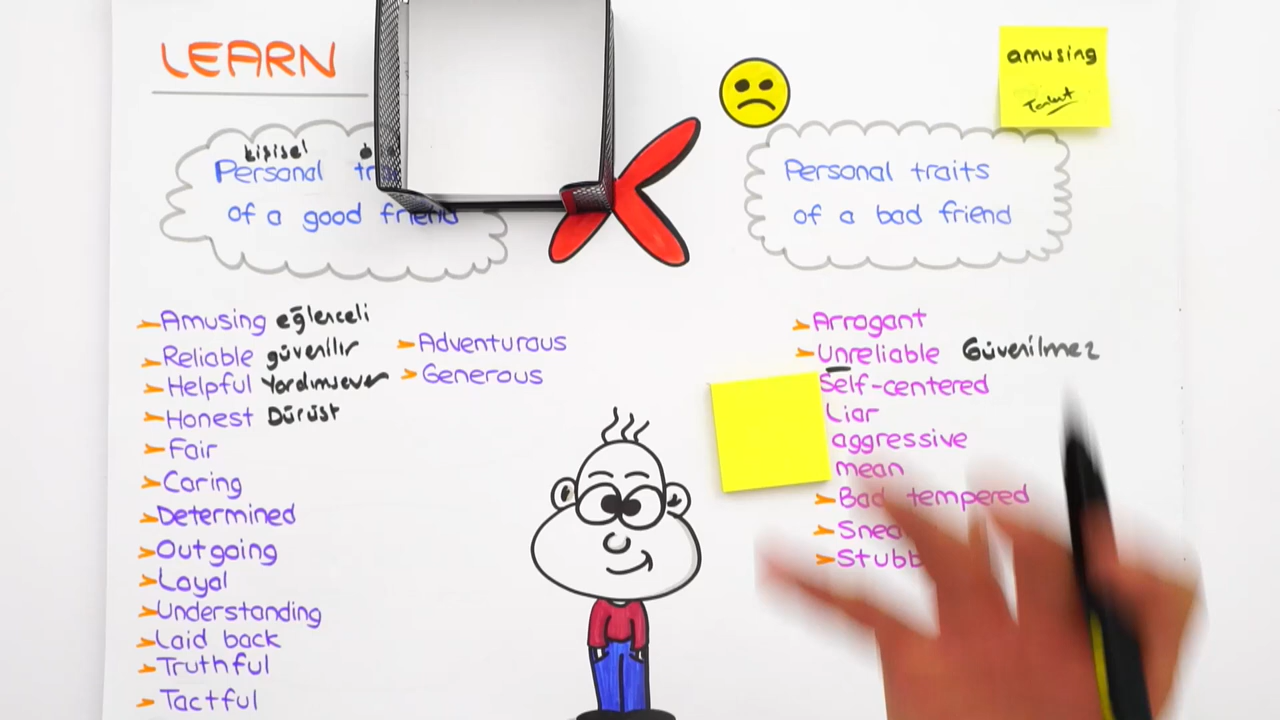 LEARN
kişisel
Personal
of a good friend
Amusing eğlenceli
Reliable güvenilir
Helpful Yardımsever
Honest Dürüst
Fair
Caring
Determined
Outgoing
Loyal
Understanding
Laid back
Truthful
Tactful
Adventurous
Generous
amusing
Personal traits
of a bad friend
Arrogant
Unreliable Güvenilmez
Self-centered
Liar
aggressive
mean
Bad tempered